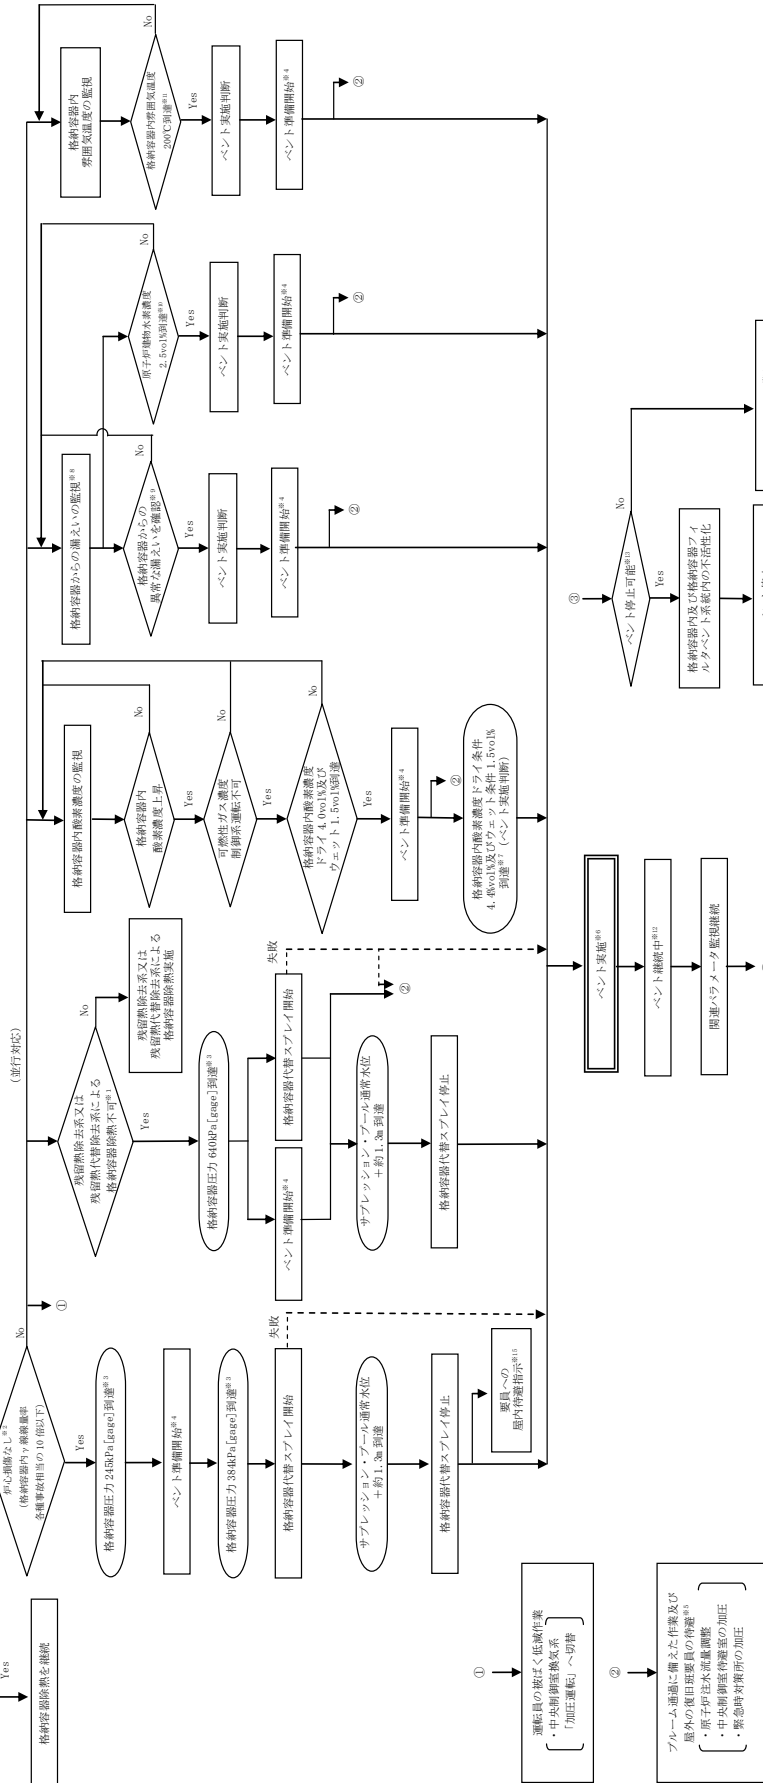 Yes
格納容器除熱を継続
炉心損傷なし※2
(格納容器内γ線線量率
各種事故相当の10倍以下)
No
①
Yes
格納容器圧力 245kPa[gage]到達※3
ベント準備開始※4
格納容器圧力 384kPa[gage]到達※3
格納容器代替スプレイ開始
失敗
サプレッション・プール通常水位
+約1.3m到達
格納容器代替スプレイ停止
要員への
屋内待避指示※15
(並行対応)
残留熱除去系又は
残留熱代替除去系による
格納容器除熱不可※1
No
残留熱除去系又は
残留熱代替除去系による
格納容器除熱実施
Yes
格納容器圧力 640kPa[gage]到達※3
ベント準備開始※4
格納容器代替スプレイ開始
失敗
②
サプレッション・プール通常水位
+約1.3m到達
格納容器代替スプレイ停止
格納容器内酸素濃度の監視
格納容器内
酸素濃度上昇
No
Yes
可燃性ガス濃度
制御系運転不可
No
Yes
格納容器内酸素濃度
ドライ4.0vol%及び
ウェット1.5vol%到達
No
Yes
ベント準備開始※4
②
格納容器内酸素濃度ドライ条件
4.4%vol%及びウェット条件1.5vol%
到達※7(ベント実施判断)
格納容器からの漏えいの監視※8
格納容器からの
異常な漏えいを確認※9
No
Yes
ベント実施判断
ベント準備開始※4
②
原子炉建物水素濃度
2.5vol%到達※10
No
Yes
ベント実施判断
ベント準備開始※4
②
格納容器内
雰囲気温度の監視
格納容器内雰囲気温度
200℃到達※11
No
Yes
ベント実施判断
ベント準備開始※4
②
ベント実施※6
ベント継続中※12
関連パラメータ監視継続
③
ベント停止可能※13
No
Yes
格納容器内及び格納容器フィ
ルタベント系統内の不活性化
①
運転員の被ばく低減作業
・中央制御室換気系
「加圧運転」へ切替
②
プルーム通過に備えた作業及び
屋外の復旧班要員の待避※5
・原子炉注水流量調整
・中央制御室待避室の加圧
・緊急時対策所の加圧